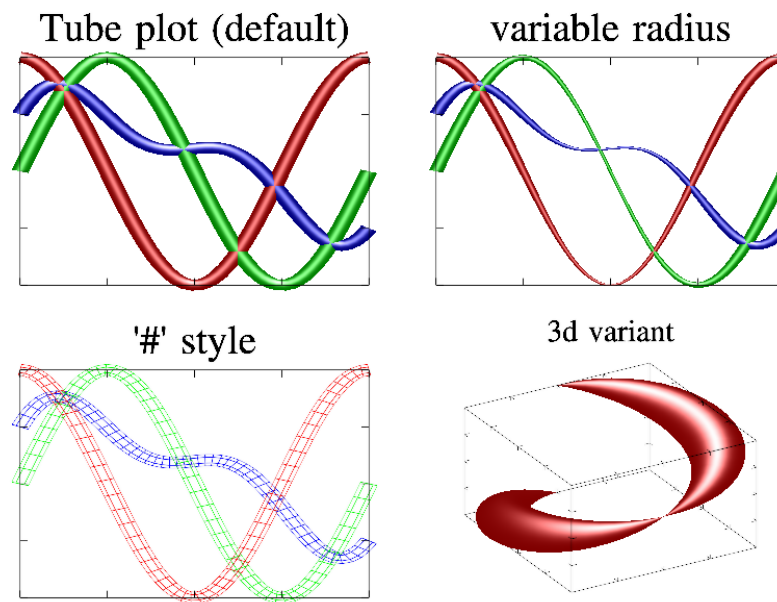 Tube plot (default)
variable radius
'#' style
3d variant